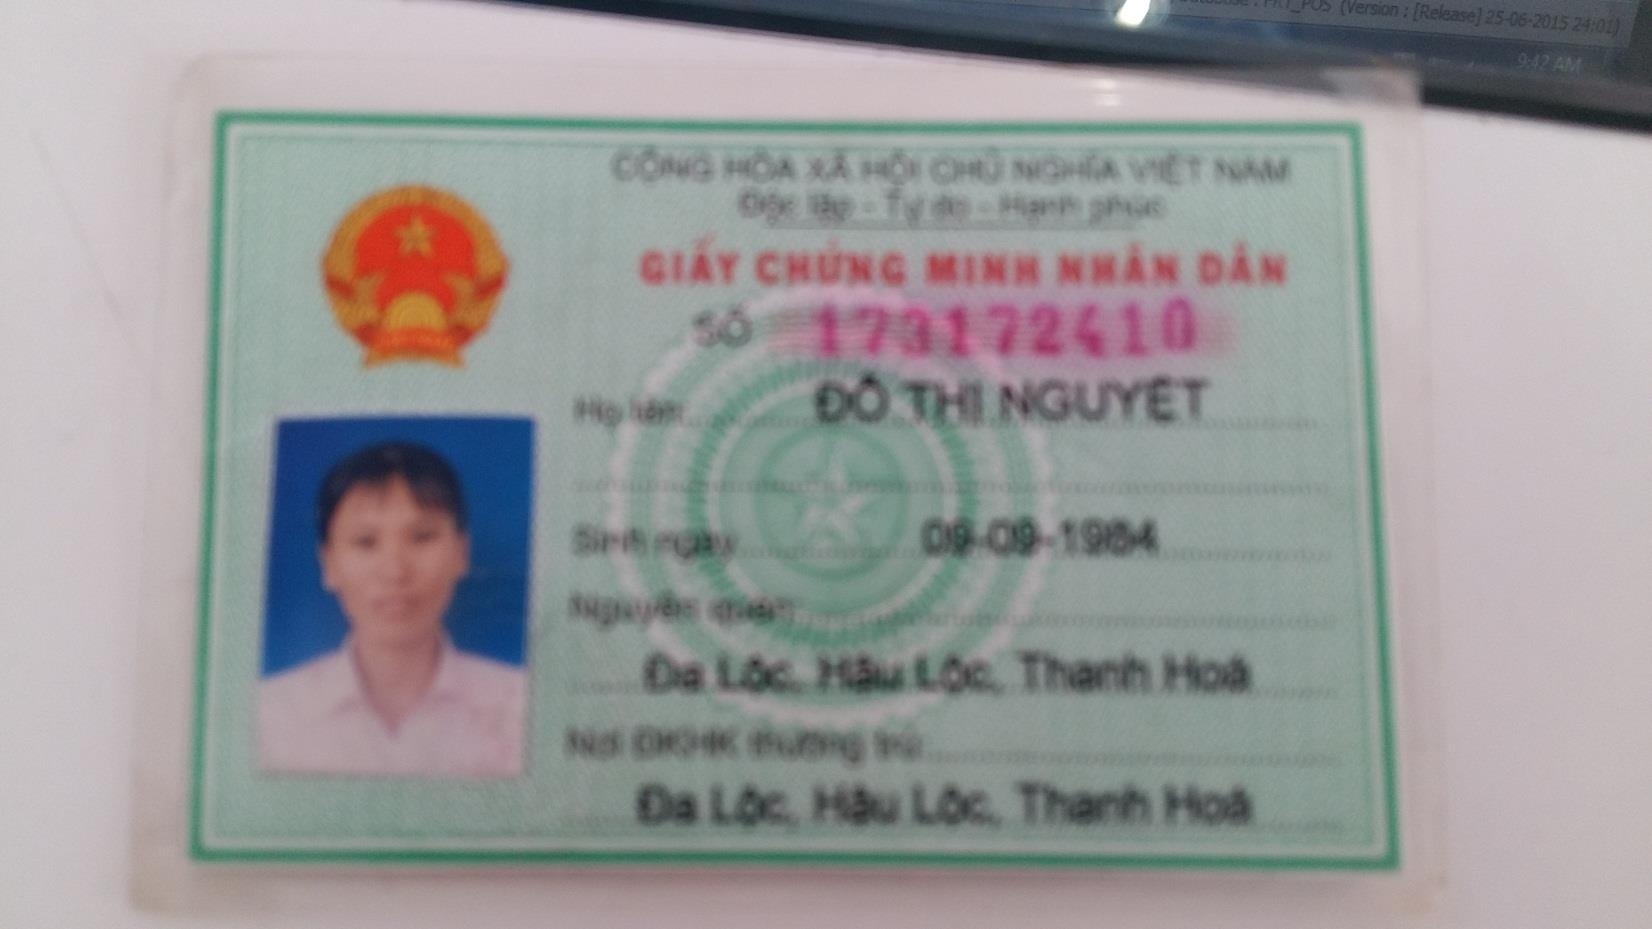 Database : FRT_POS (Version : [Release] 25-06-2015 24:01)
9:42 AM
CỘNG HÒA XÃ HỘI CHỦ NGHĨA VIỆT NAM
Độc lập - Tự do - Hạnh phúc
GIẤY CHỨNG MINH NHÂN DÂN
SỐ 173172410
Họ tên: ĐỖ THỊ NGUYỆT
Sinh ngày 09-09-1984
Nguyên quán:
Đa Lộc, Hậu Lộc, Thanh Hoá
Nơi ĐKHK thường trú:
Đa Lộc, Hậu Lộc, Thanh Hoá